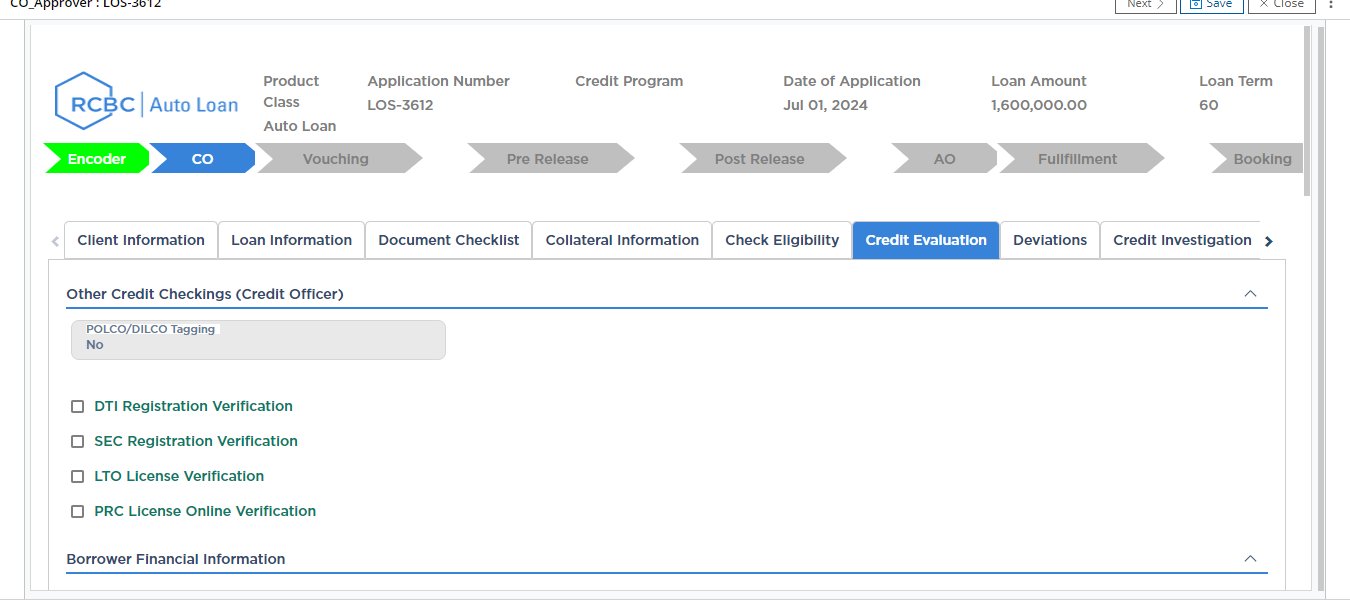 CO_Approver : LOS-3612
Next
Save
Close
RCBC Auto Loan
Product Class
Auto Loan
Application Number
LOS-3612
Credit Program
Date of Application
Jul 01, 2024
Loan Amount
1,600,000.00
Loan Term
60
Encoder
CO
Vouching
Pre Release
Post Release
AO
Fullfillment
Booking
Client Information
Loan Information
Document Checklist
Collateral Information
Check Eligibility
Credit Evaluation
Deviations
Credit Investigation
Other Credit Checkings (Credit Officer)
POLCO/DILCO Tagging
No
DTI Registration Verification
SEC Registration Verification
LTO License Verification
PRC License Online Verification
Borrower Financial Information